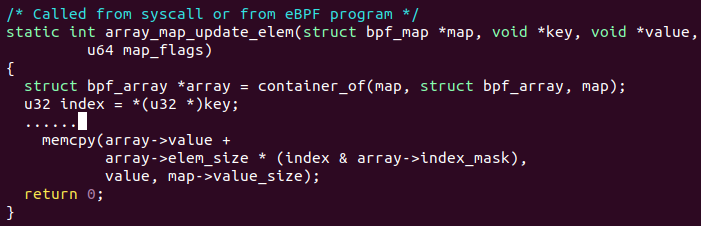 /* Called from syscall or from eBPF program */
static int array_map_update_elem(struct bpf_map *map, void *key, void *value,
u64 map_flags)
{
struct bpf_array *array = container_of(map, struct bpf_array, map);
u32 index = *(u32 *)key;
......
memcpy(array->value +
array->elem_size * (index & array->index_mask),
value, map->value_size);
return 0;
}